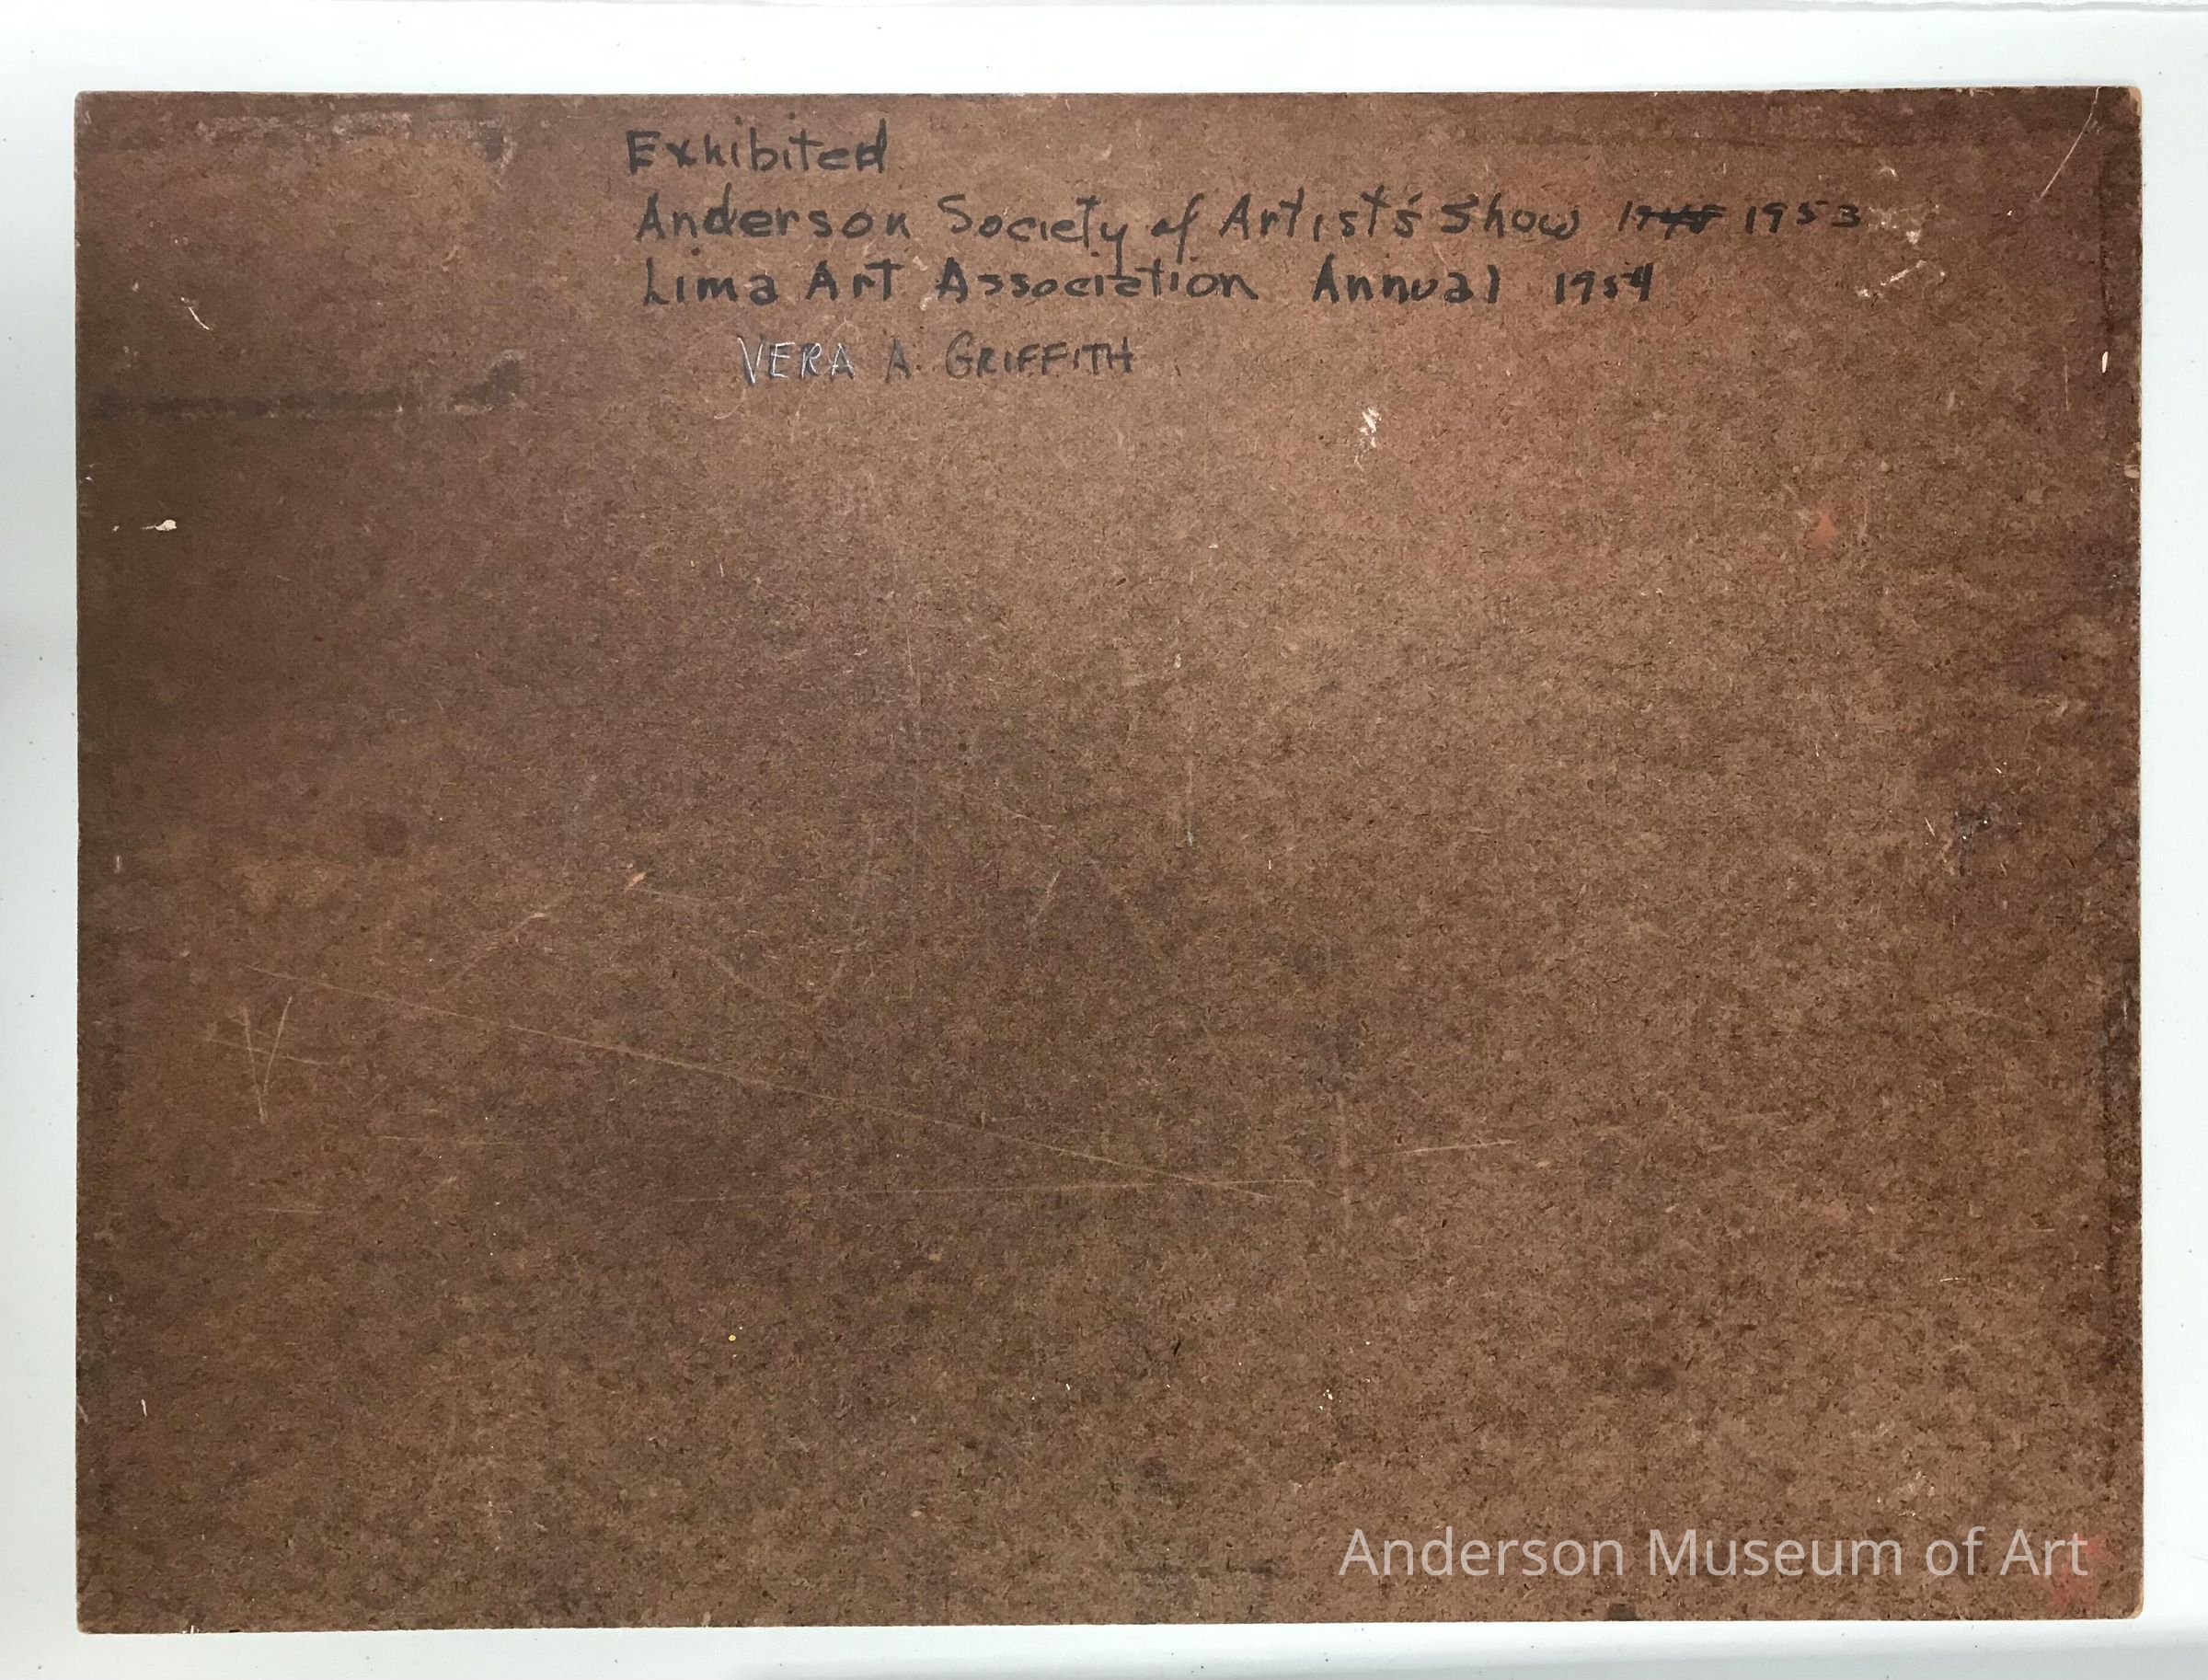 Exhibited
Anderson Society of Artist's Show 1953
Lima Art Association Annual 1954
VERA A. GRIFFITH
Anderson Museum of Art